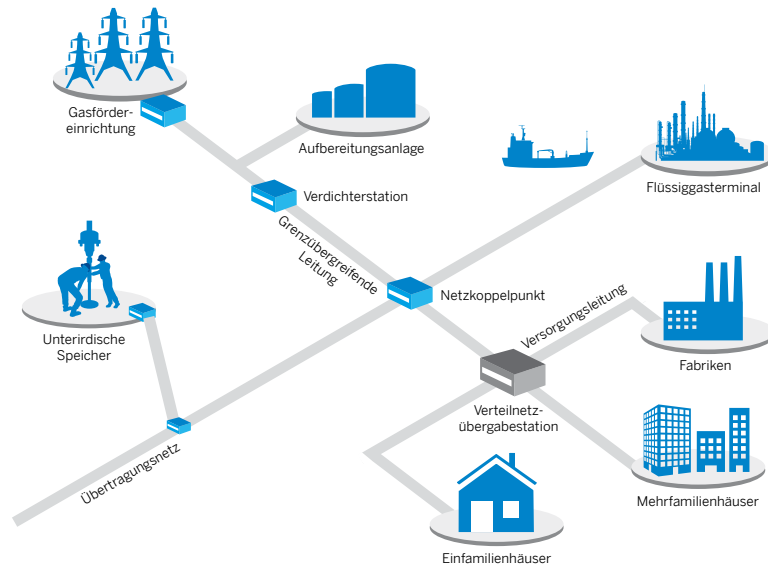 Gasförder-
einrichtung
Aufbereitungsanlage
Flüssiggasterminal
Verdichterstation
Grenzübergreifende
Leitung
Netzkoppelpunkt
Unterirdische
Speicher
Versorgungsleitung
Fabriken
Verteilnetz-
übergabestation
Übertragungsnetz
Mehrfamilienhäuser
Einfamilienhäuser